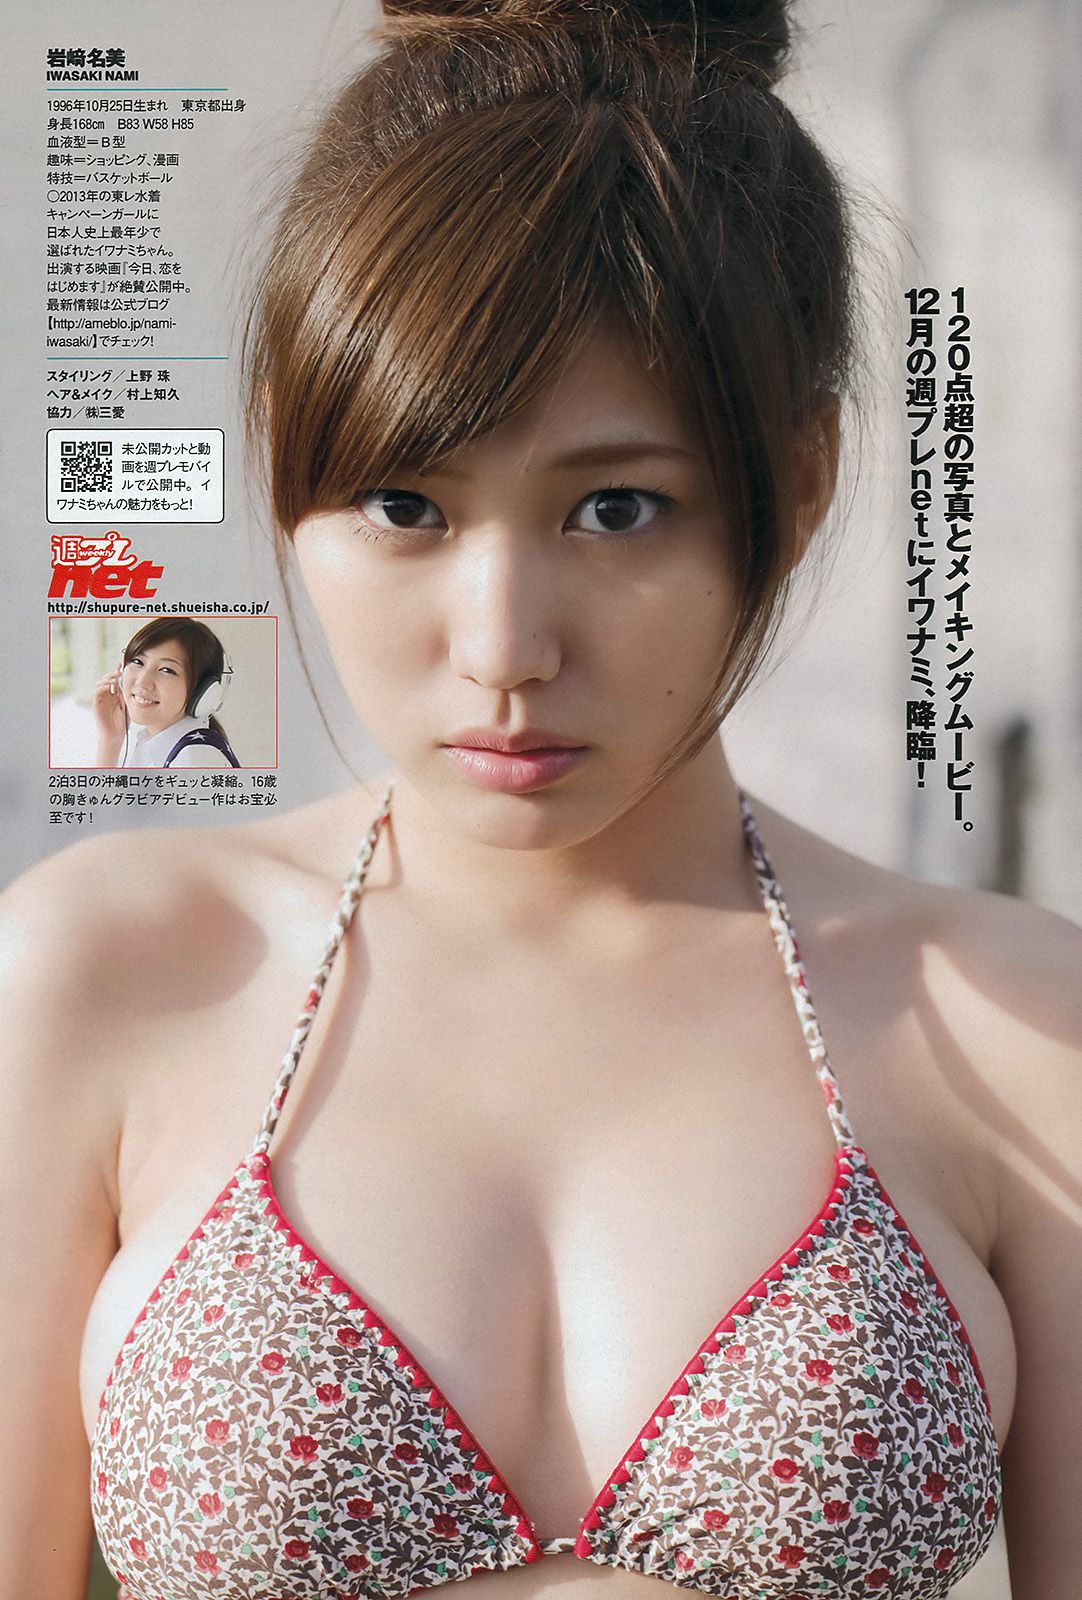 岩﨑名美
IWASAKI NAMI
1996年10月25日生まれ　東京都出身
身長168㎝　B83 W58 H85
血液型＝B型
趣味＝ショッピング、漫画
特技＝バスケットボール
○2013年の東レ水着
キャンペーンガールに
日本人史上最年少で
選ばれたイワナミちゃん。
出演する映画『今日、恋を
はじめます』が絶賛公開中。
最新情報は公式ブログ
【http://ameblo.jp/nami-
iwasaki/】でチェック!
スタイリング／上野 珠
ヘア&メイク／村上知久
協力／㈱三愛
未公開カットと動
画を週プレモバイ
ルで公開中。イ
ワナミちゃんの魅力をもっと!
週プレ
weekly
net
http://shupure-net.shueisha.co.jp/
2泊3日の沖縄ロケをギュッと凝縮。16歳
の胸きゅんグラビアデビュー作はお宝必
至です!
120点超の写真とメイキングムービー。
12月の週プレnetにイワナミ、降臨!